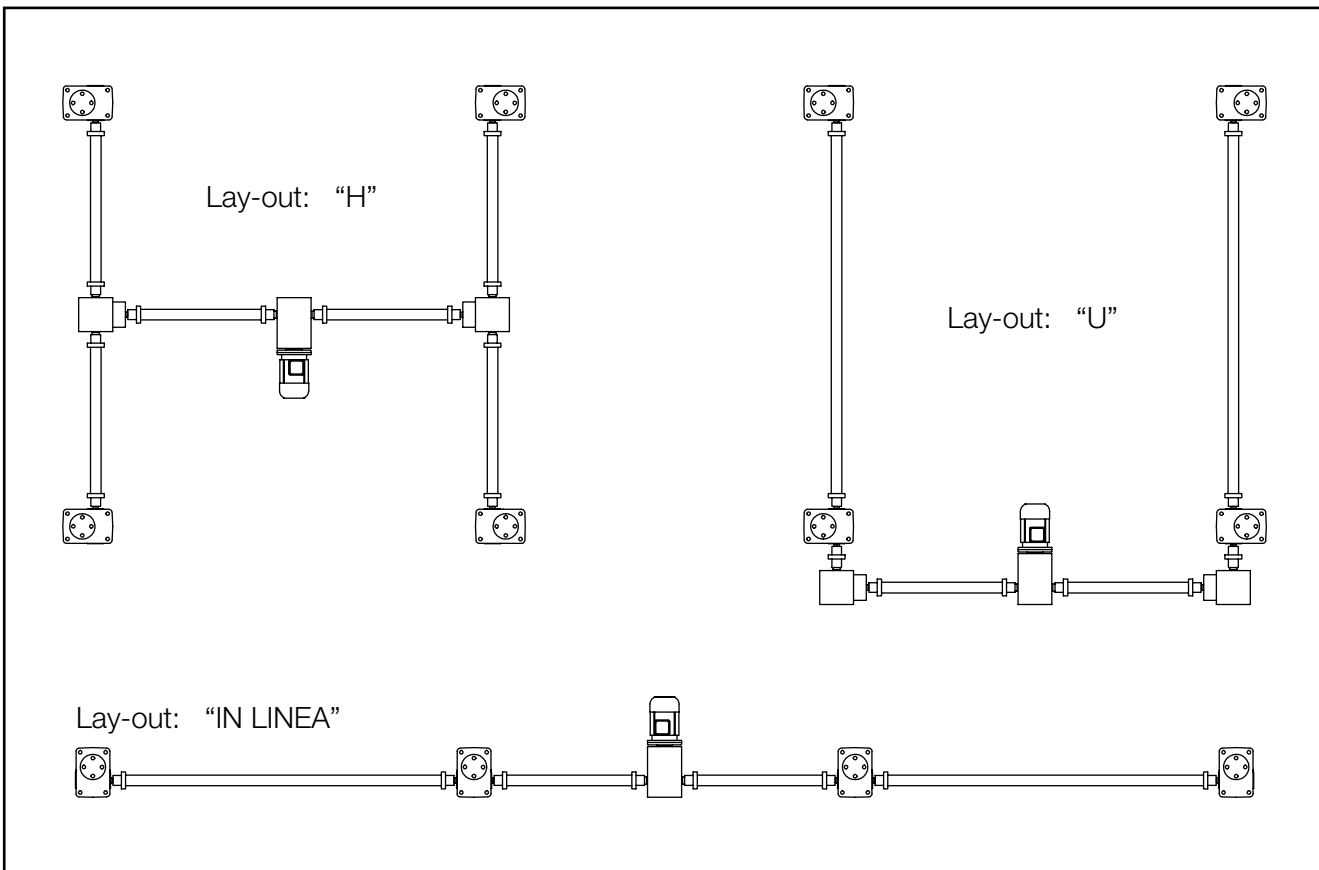 Lay-out: “H”
Lay-out: “U”
Lay-out: “IN LINEA”